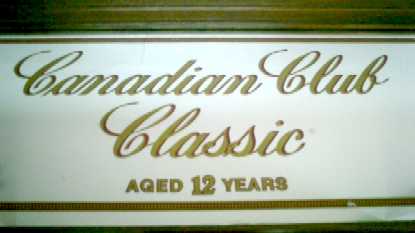 Canadian Club
Classic
AGED 12 YEARS